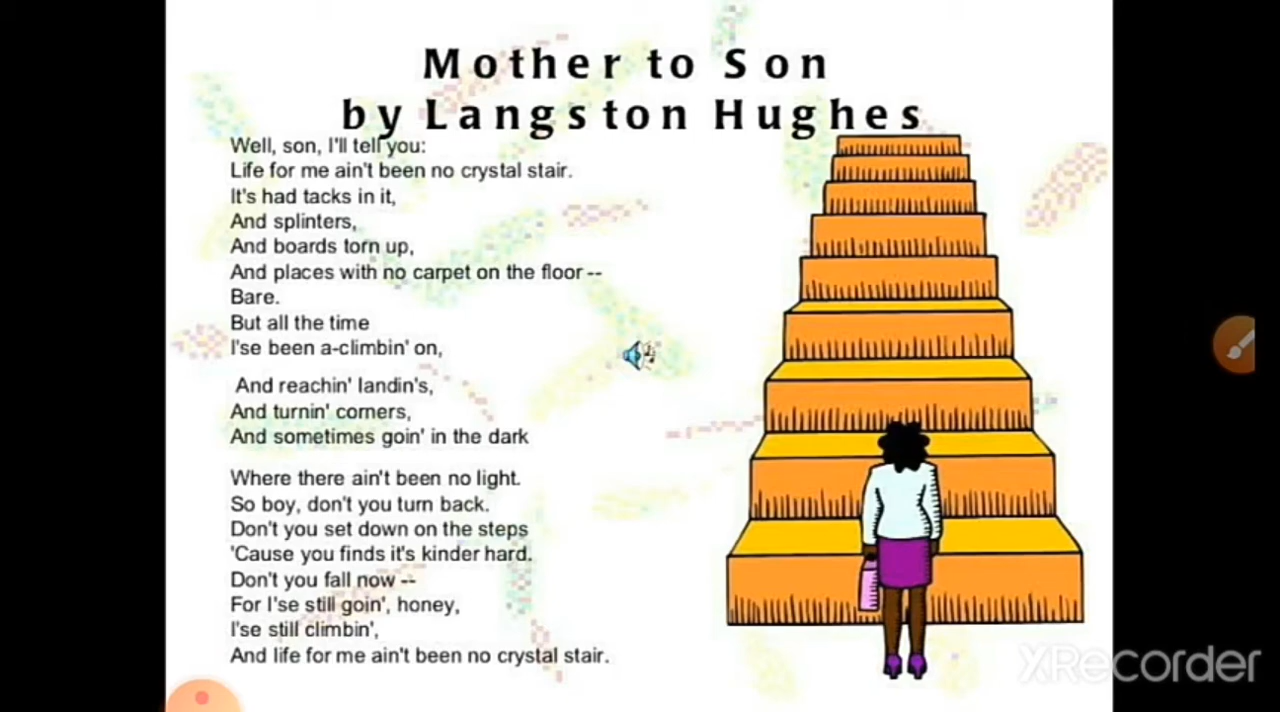 Mother to Son
by Langston Hughes
Well, son, I'll tell you:
Life for me ain't been no crystal stair.
It's had tacks in it,
And splinters,
And boards torn up,
And places with no carpet on the floor --
Bare.
But all the time
I'se been a-climbin' on,
And reachin' landin's,
And turnin' corners,
And sometimes goin' in the dark
Where there ain't been no light.
So boy, don't you turn back.
Don't you set down on the steps
'Cause you finds it's kinder hard.
Don't you fall now --
For I'se still goin', honey,
I'se still climbin',
And life for me ain't been no crystal stair.
XRecorder